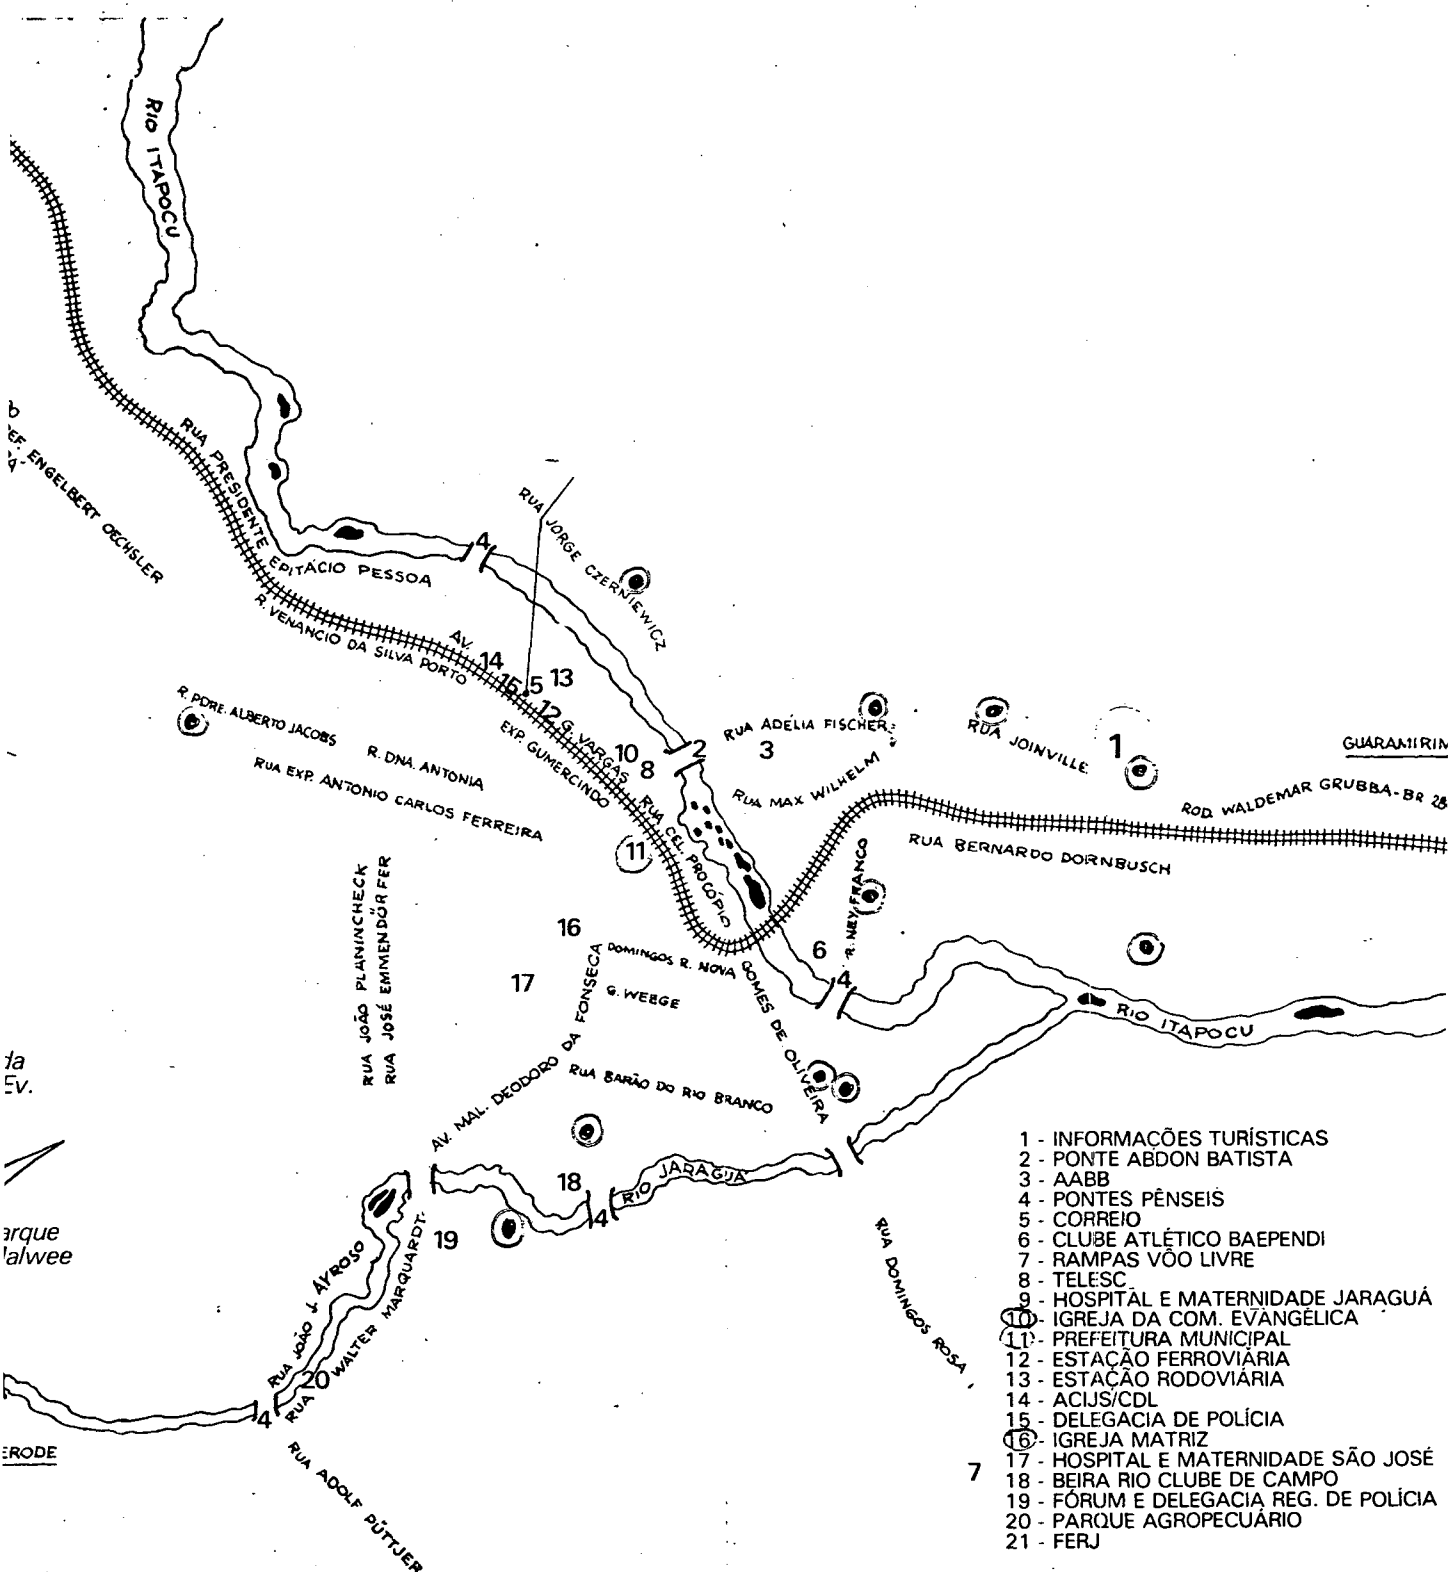 RIO ITAPOCU
RUA PRESIDENTE
EPITÁCIO PESSOA
ENGELBERT OECHSLER
R. VENANCIO DA SILVA PORTO
AV.
14
15
5
13
12
4
RUA JORGE CZERNIEWICZ
R. PDRE. ALBERTO JACOBS
R. DNA. ANTONIA
RUA EXP. ANTONIO CARLOS FERREIRA
EXP. GUMERCINDO
G. VARGAS
10
8
2
RUA ADÉLIA FISCHER
3
RUA MAX WILHELM
RUA JOINVILLE
1
GUARAMIRIM
ROD. WALDEMAR GRUBBA-BR 28
RUA BERNARDO DORNBUSCH
RUA CEL. PROCÓPIO
11
R. NEY FRANCO
RUA JOÃO PLANINCHECK
RUA JOSÉ EMMENDÖRFER
16
17
DOMINGOS R. NOVA
G. WEEGE
6
4
GOMES DE OLIVEIRA
RIO ITAPOCU
AV. MAL. DEODORO DA FONSECA
RUA BARÃO DO RIO BRANCO
da
Ev.
18
4
RIO JARAGUÁ
19
arque
alwee
RUA JOÃO J. AYROSO
RUA WALTER MARQUARDT
20
4
RUA DOMINGOS ROSA
ERODE
RUA ADOLF PÜTTJER
7
1 - INFORMAÇÕES TURÍSTICAS
2 - PONTE ABDON BATISTA
3 - AABB
4 - PONTES PÊNSEIS
5 - CORREIO
6 - CLUBE ATLÉTICO BAEPENDI
7 - RAMPAS VÔO LIVRE
8 - TELESC
9 - HOSPITAL E MATERNIDADE JARAGUÁ
10 - IGREJA DA COM. EVANGÉLICA
11 - PREFEITURA MUNICIPAL
12 - ESTAÇÃO FERROVIÁRIA
13 - ESTAÇÃO RODOVIÁRIA
14 - ACIJS/CDL
15 - DELEGACIA DE POLÍCIA
16 - IGREJA MATRIZ
17 - HOSPITAL E MATERNIDADE SÃO JOSÉ
18 - BEIRA RIO CLUBE DE CAMPO
19 - FÓRUM E DELEGACIA REG. DE POLÍCIA
20 - PARQUE AGROPECUÁRIO
21 - FERJ